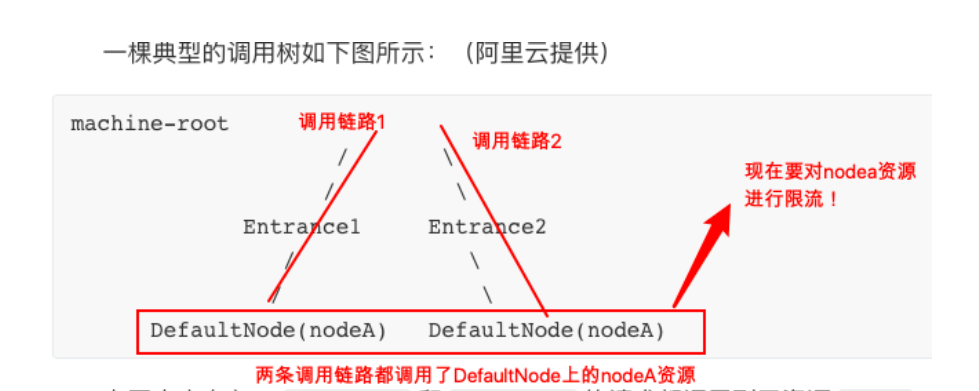 一棵典型的调用树如下图所示：（阿里云提供）
machine-root
调用链路1
调用链路2
现在要对nodea资源
进行限流！
Entrance1 Entrance2
DefaultNode(nodeA) DefaultNode(nodeA)
两条调用链路都调用了DefaultNode上的nodeA资源